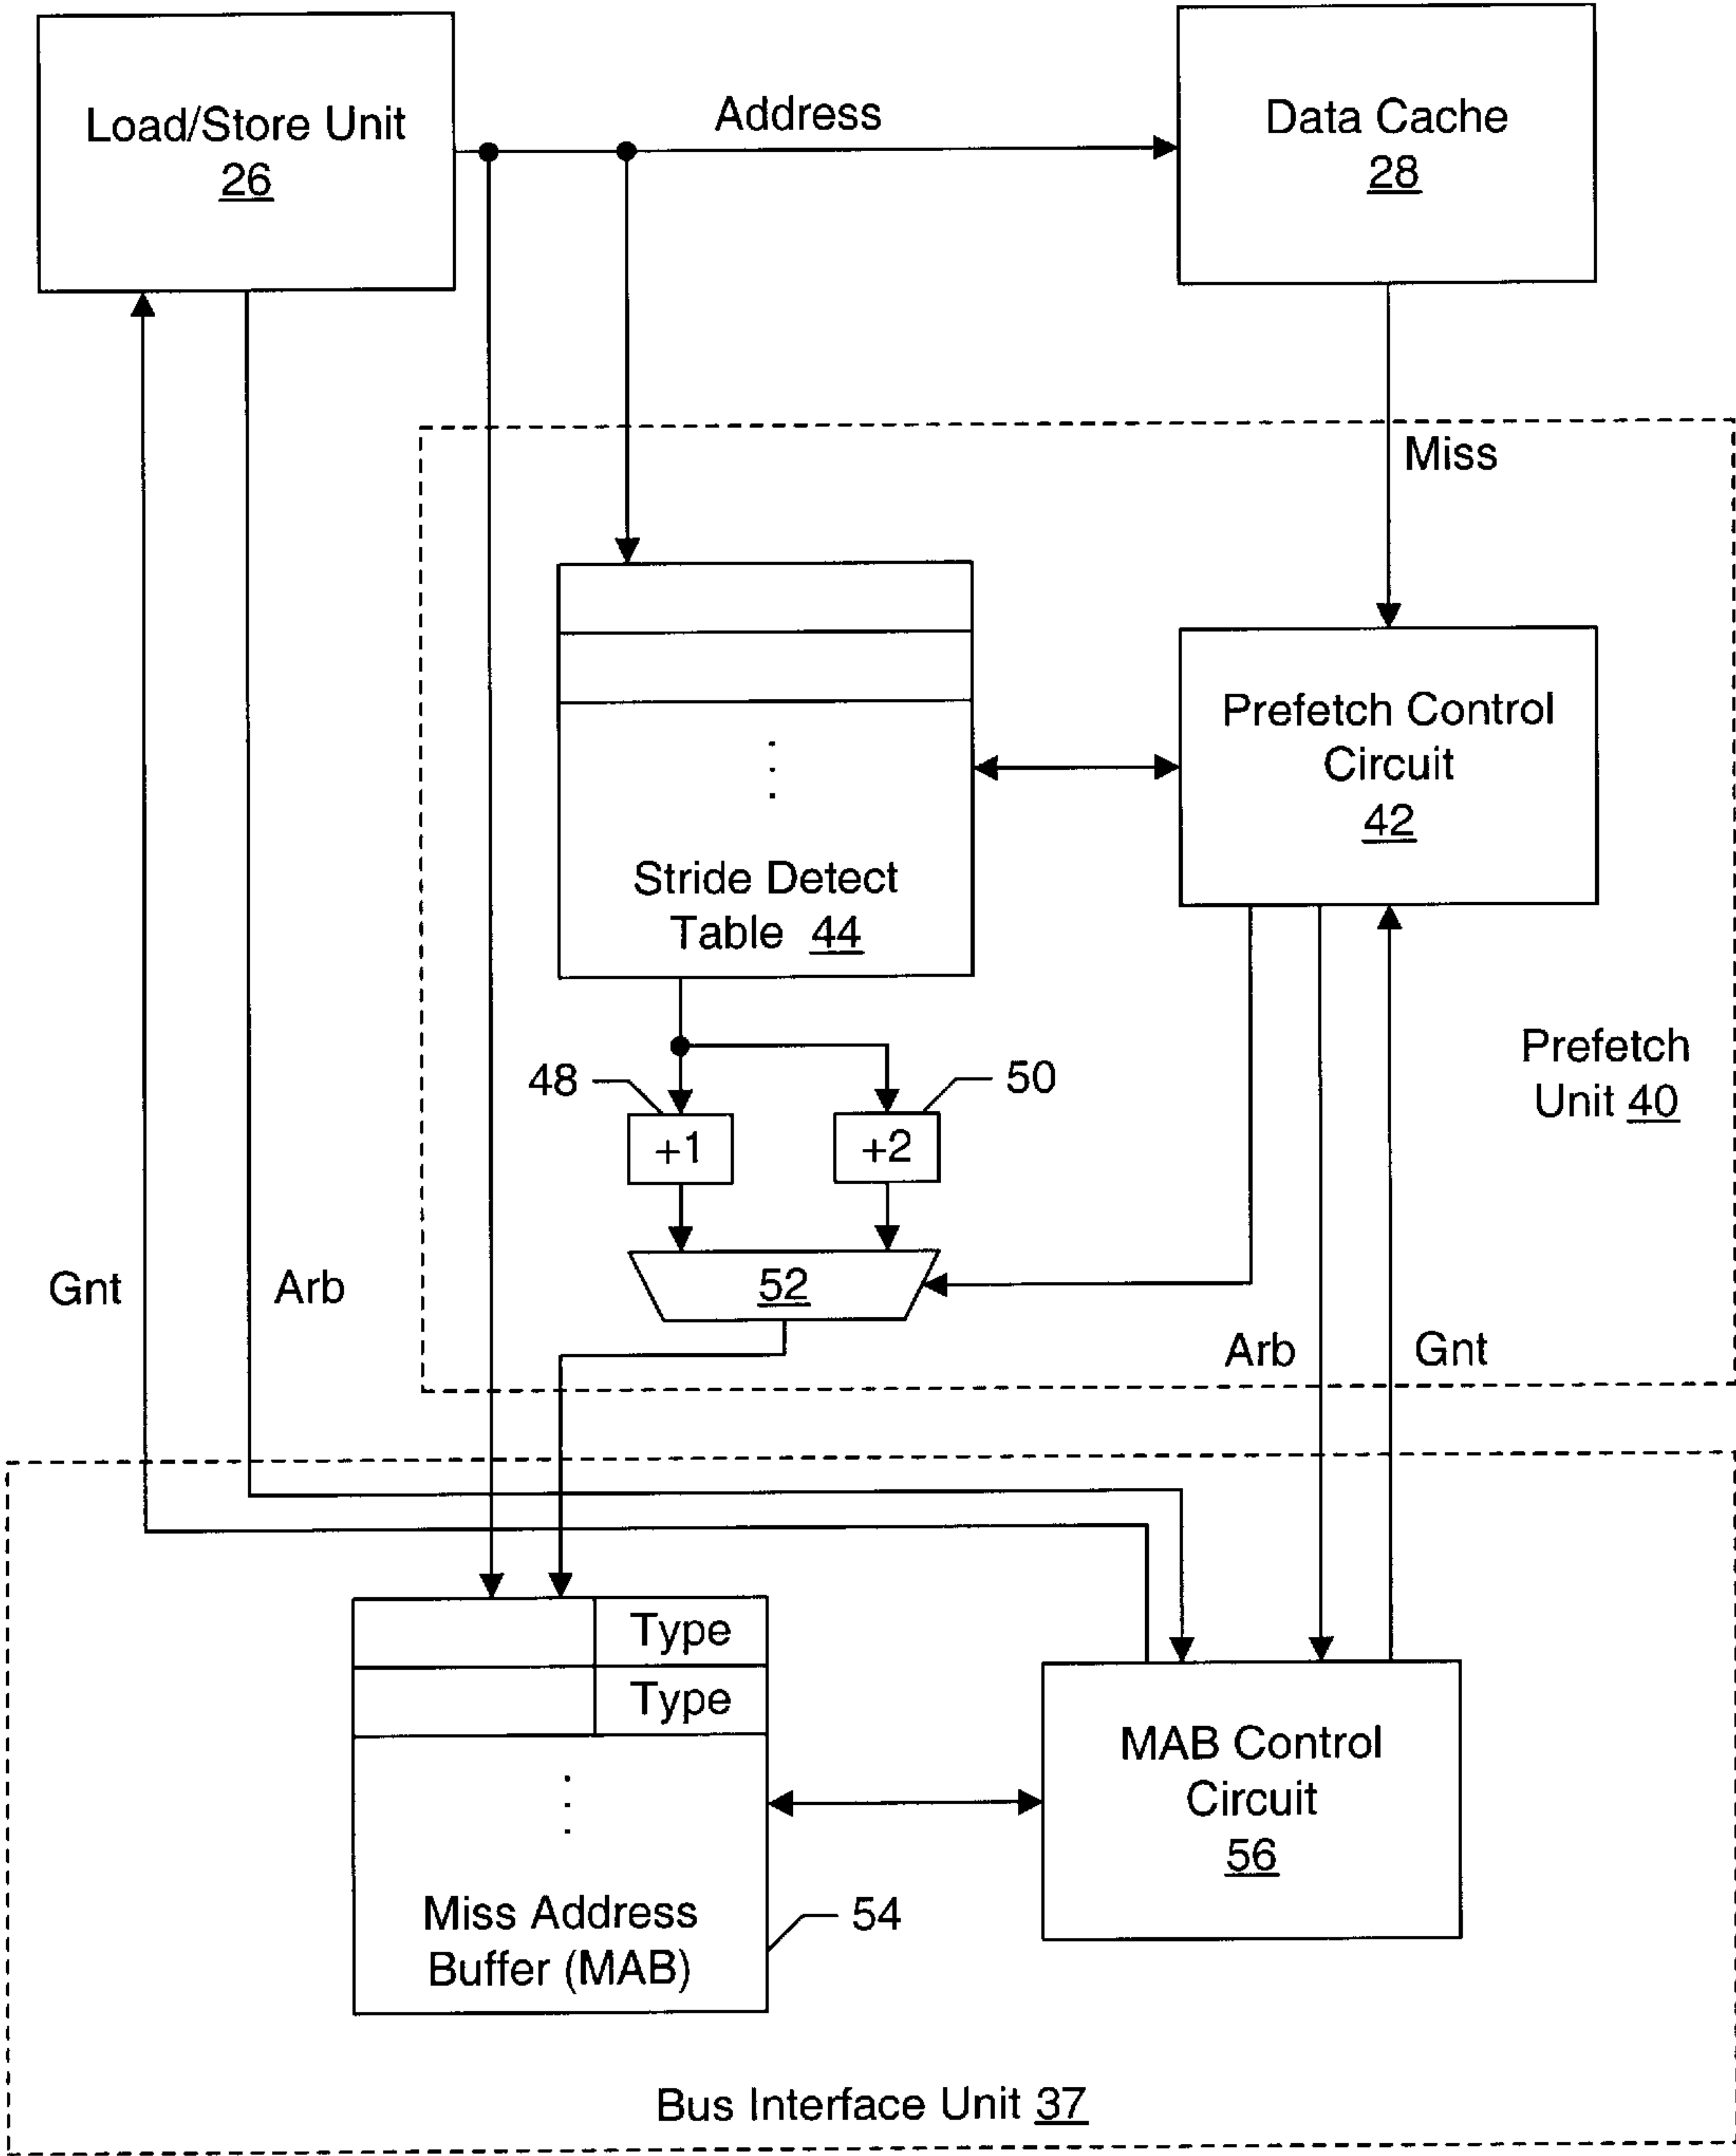 Load/Store Unit
26
Address
Data Cache
28
Miss
Prefetch Control
Circuit
42
Stride Detect
Table 44
Prefetch
Unit 40
48
50
+1
+2
52
Gnt
Arb
Arb
Gnt
Type
Type
MAB Control
Circuit
56
Miss Address
Buffer (MAB)
54
Bus Interface Unit 37